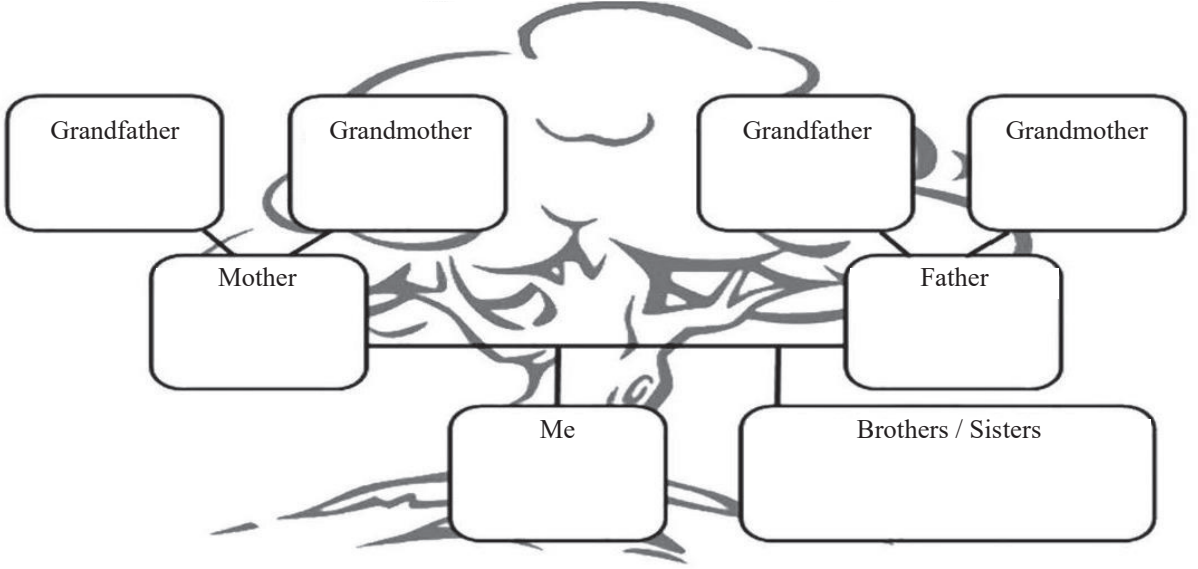 Grandfather
Grandmother
Grandfather
Grandmother
Mother
Father
Me
Brothers / Sisters